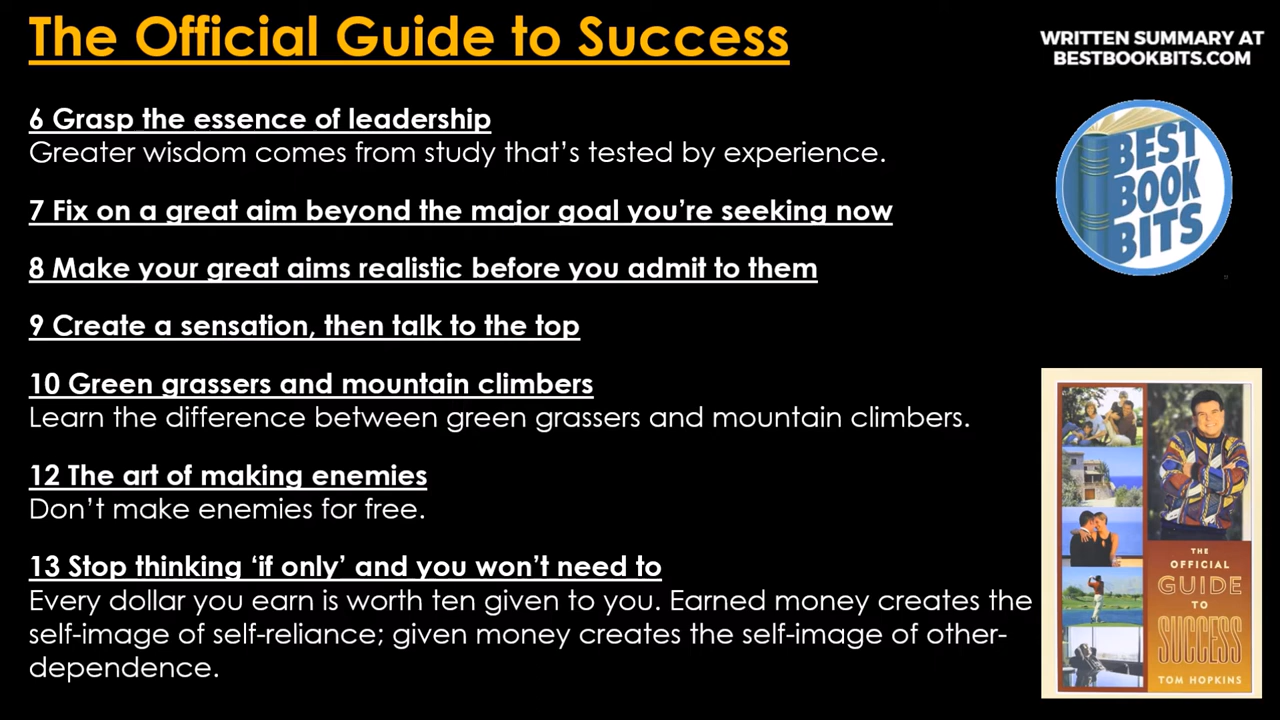 The Official Guide to Success
WRITTEN SUMMARY AT
BESTBOOKBITS.COM
6 Grasp the essence of leadership
Greater wisdom comes from study that's tested by experience.
7 Fix on a great aim beyond the major goal you're seeking now
8 Make your great aims realistic before you admit to them
9 Create a sensation, then talk to the top
10 Green grassers and mountain climbers
Learn the difference between green grassers and mountain climbers.
12 The art of making enemies
Don't make enemies for free.
13 Stop thinking ‘if only’ and you won't need to
Every dollar you earn is worth ten given to you. Earned money creates the
self-image of self-reliance; given money creates the self-image of other-
dependence.
BEST
BOOK
BITS
THE
OFFICIAL
GUIDE
TO
SUCCESS
TOM HOPKINS